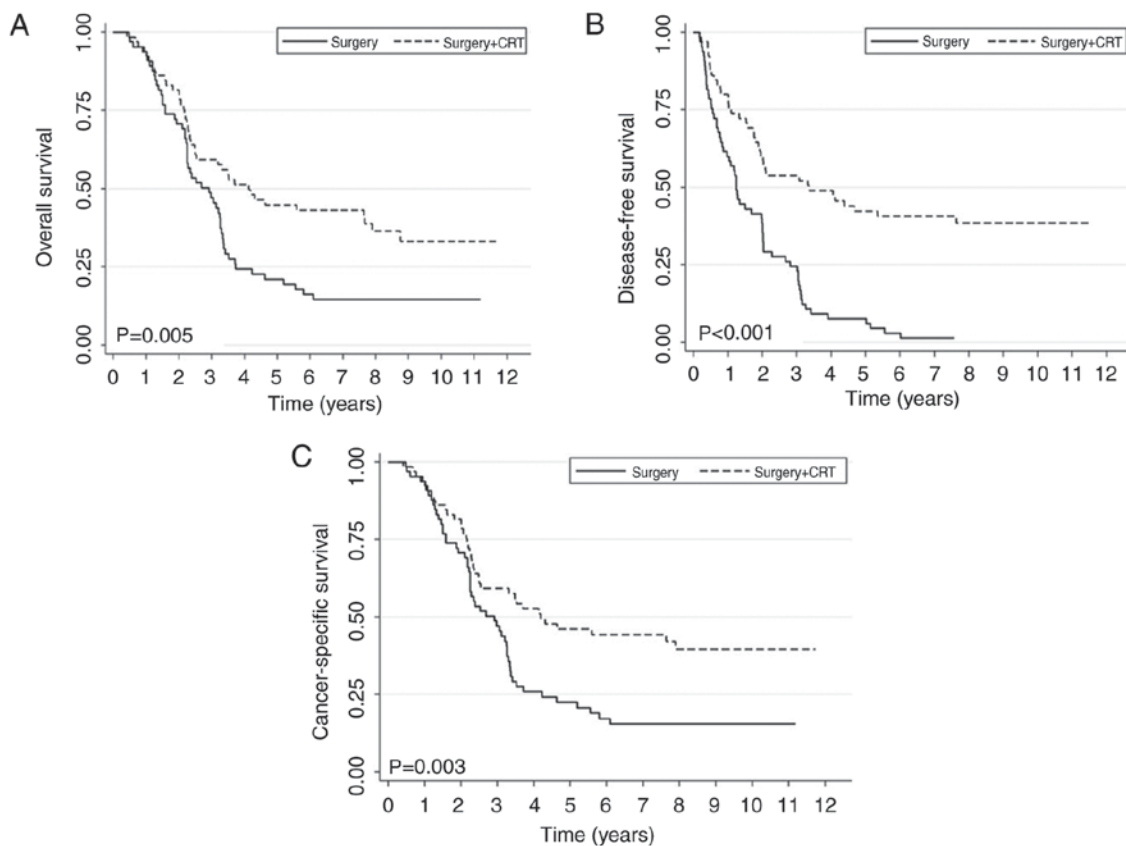 A
Surgery Surgery+CRT
Overall survival
1.00
0.75
0.50
0.25
0.00
P=0.005
0 1 2 3 4 5 6 7 8 9 10 11 12
Time (years)
B
Surgery Surgery+CRT
Disease-free survival
1.00
0.75
0.50
0.25
0.00
P<0.001
0 1 2 3 4 5 6 7 8 9 10 11 12
Time (years)
C
Surgery Surgery+CRT
Cancer-specific survival
1.00
0.75
0.50
0.25
0.00
P=0.003
0 1 2 3 4 5 6 7 8 9 10 11 12
Time (years)